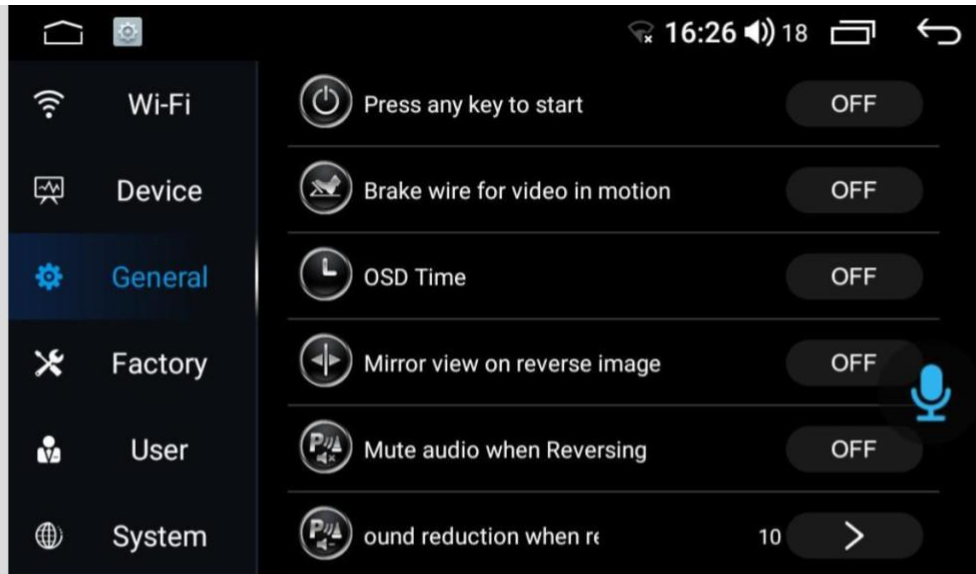 16:26 18
Wi-Fi
Device
General
Factory
User
System
Press any key to start OFF
Brake wire for video in motion OFF
OSD Time OFF
Mirror view on reverse image OFF
Mute audio when Reversing OFF
ound reduction when re 10